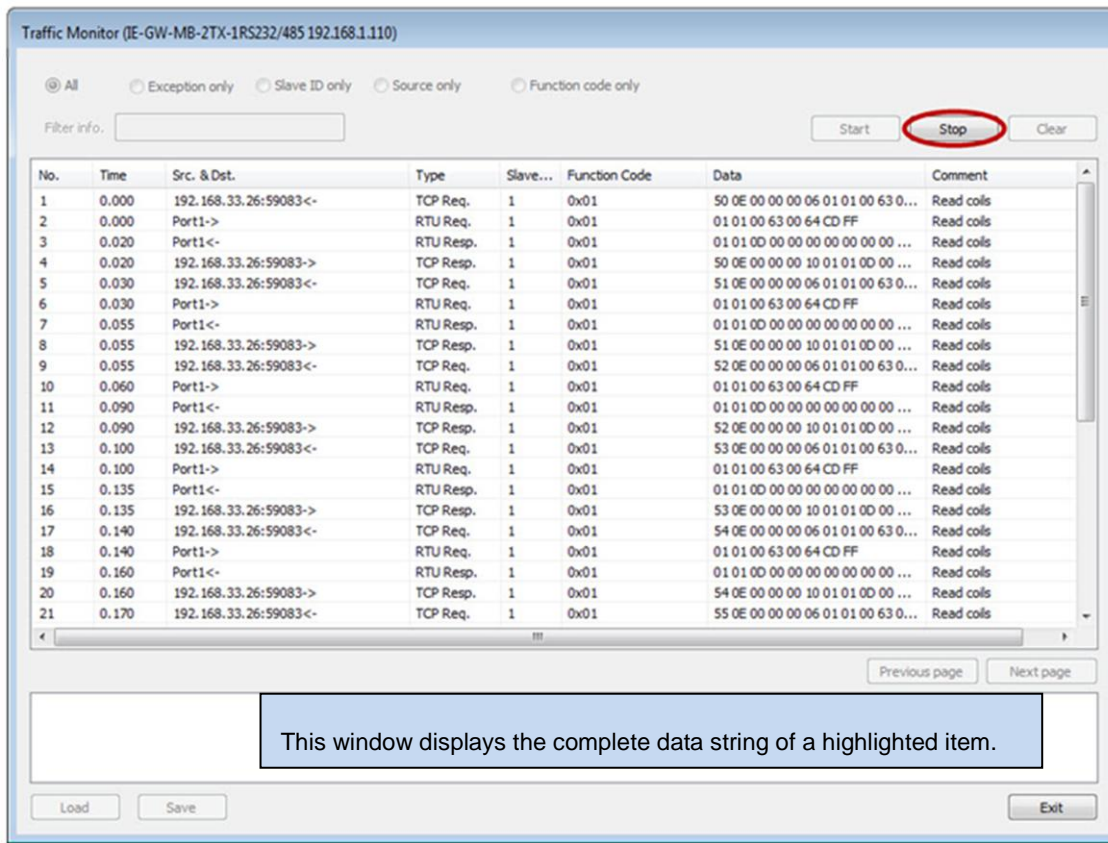 Traffic Monitor (IE-GW-MB-2TX-1RS232/485 192.168.1.110)
All Exception only Slave ID only Source only Function code only
Filter info. Start Stop Clear
No. Time Src. & Dst. Type Slave... Function Code Data Comment
1 0.000 192.168.33.26:59083<- TCP Req. 1 0x01 50 0E 00 00 00 06 01 01 00 63 0... Read coils
2 0.000 Port1-> RTU Req. 1 0x01 01 01 00 63 00 64 CD FF Read coils
3 0.020 Port1<- RTU Resp. 1 0x01 01 01 0D 00 00 00 00 00 00 00 ... Read coils
4 0.020 192.168.33.26:59083-> TCP Resp. 1 0x01 50 0E 00 00 00 10 01 01 0D 00 ... Read coils
5 0.030 192.168.33.26:59083<- TCP Req. 1 0x01 51 0E 00 00 00 06 01 01 00 63 0... Read coils
6 0.030 Port1-> RTU Req. 1 0x01 01 01 00 63 00 64 CD FF Read coils
7 0.055 Port1<- RTU Resp. 1 0x01 01 01 0D 00 00 00 00 00 00 00 ... Read coils
8 0.055 192.168.33.26:59083-> TCP Resp. 1 0x01 51 0E 00 00 00 10 01 01 0D 00 ... Read coils
9 0.055 192.168.33.26:59083<- TCP Req. 1 0x01 52 0E 00 00 00 06 01 01 00 63 0... Read coils
10 0.060 Port1-> RTU Req. 1 0x01 01 01 00 63 00 64 CD FF Read coils
11 0.090 Port1<- RTU Resp. 1 0x01 01 01 0D 00 00 00 00 00 00 00 ... Read coils
12 0.090 192.168.33.26:59083-> TCP Resp. 1 0x01 52 0E 00 00 00 10 01 01 0D 00 ... Read coils
13 0.100 192.168.33.26:59083<- TCP Req. 1 0x01 53 0E 00 00 00 06 01 01 00 63 0... Read coils
14 0.100 Port1-> RTU Req. 1 0x01 01 01 00 63 00 64 CD FF Read coils
15 0.135 Port1<- RTU Resp. 1 0x01 01 01 0D 00 00 00 00 00 00 00 ... Read coils
16 0.135 192.168.33.26:59083-> TCP Resp. 1 0x01 53 0E 00 00 00 10 01 01 0D 00 ... Read coils
17 0.140 192.168.33.26:59083<- TCP Req. 1 0x01 54 0E 00 00 00 06 01 01 00 63 0... Read coils
18 0.140 Port1-> RTU Req. 1 0x01 01 01 00 63 00 64 CD FF Read coils
19 0.160 Port1<- RTU Resp. 1 0x01 01 01 0D 00 00 00 00 00 00 00 ... Read coils
20 0.160 192.168.33.26:59083-> TCP Resp. 1 0x01 54 0E 00 00 00 10 01 01 0D 00 ... Read coils
21 0.170 192.168.33.26:59083<- TCP Req. 1 0x01 55 0E 00 00 00 06 01 01 00 63 0... Read coils
Previous page Next page
This window displays the complete data string of a highlighted item.
Load Save Exit